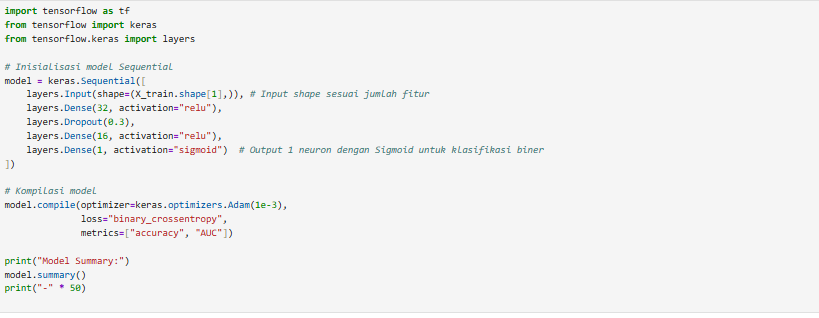 import tensorflow as tf
from tensorflow import keras
from tensorflow.keras import layers
# Inisialisasi model Sequential
model = keras.Sequential([
    layers.Input(shape=(X_train.shape[1],)), # Input shape sesuai jumlah fitur
    layers.Dense(32, activation="relu"),
    layers.Dropout(0.3),
    layers.Dense(16, activation="relu"),
    layers.Dense(1, activation="sigmoid")  # Output 1 neuron dengan Sigmoid untuk klasifikasi biner
])
# Kompilasi model
model.compile(optimizer=keras.optimizers.Adam(1e-3),
              loss="binary_crossentropy",
              metrics=["accuracy", "AUC"])
print("Model Summary:")
model.summary()
print("-" * 50)